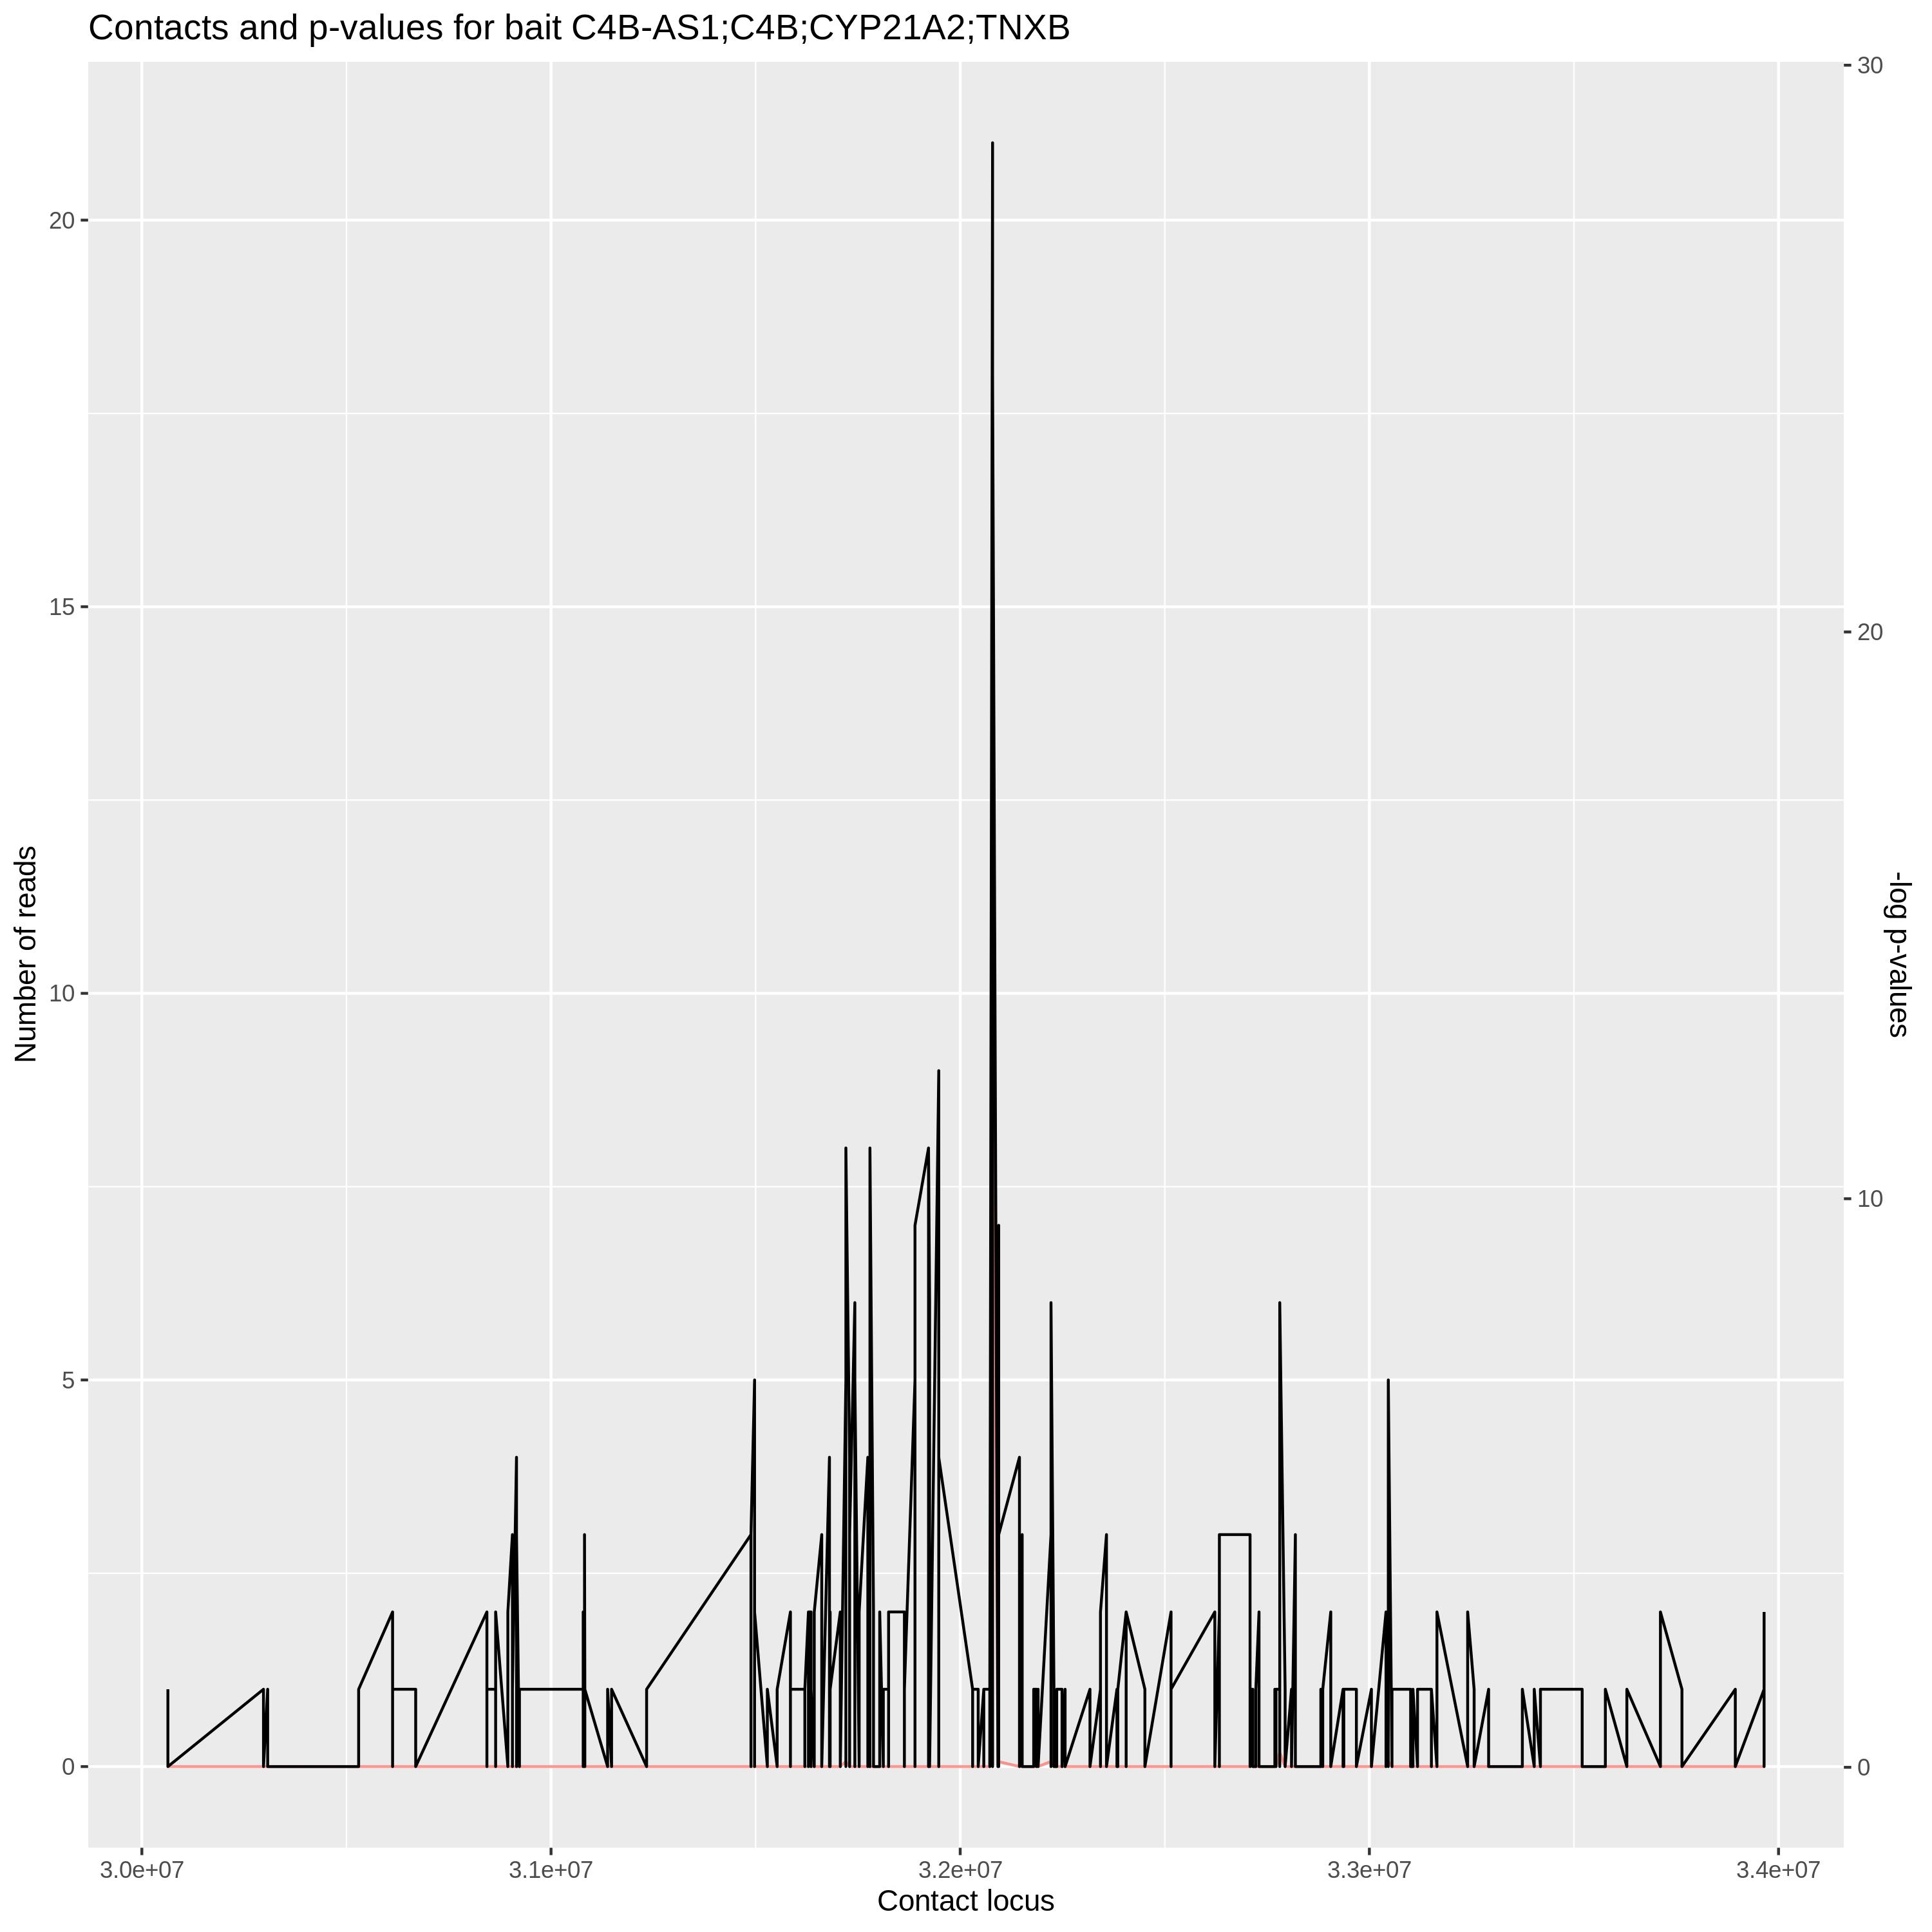 Contacts and p-values for bait C4B-AS1;C4B;CYP21A2;TNXB
30
20
15
20
10
10
5
0
0
Number of reads
-log p-values
3.0e+07 3.1e+07 3.2e+07 3.3e+07 3.4e+07
Contact locus